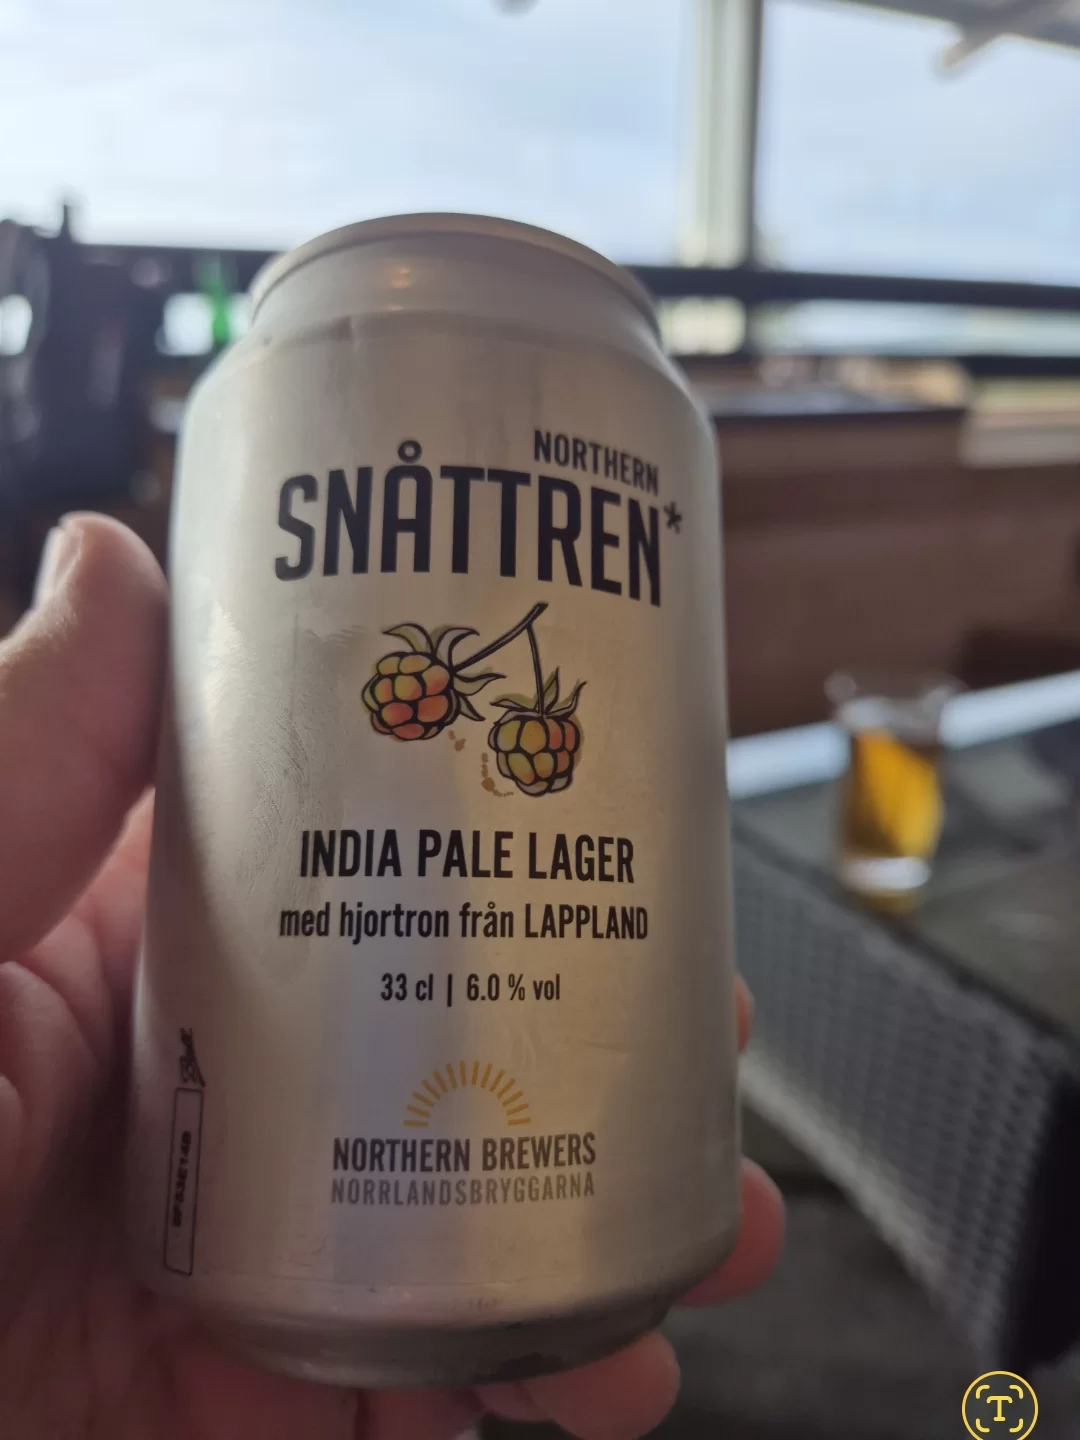 NORTHERN
SNÅTTREN*
INDIA PALE LAGER
med hjortron från LAPPLAND
33 cl | 6.0 % vol
NORTHERN BREWERS
NORRLANDSBRYGGARNA